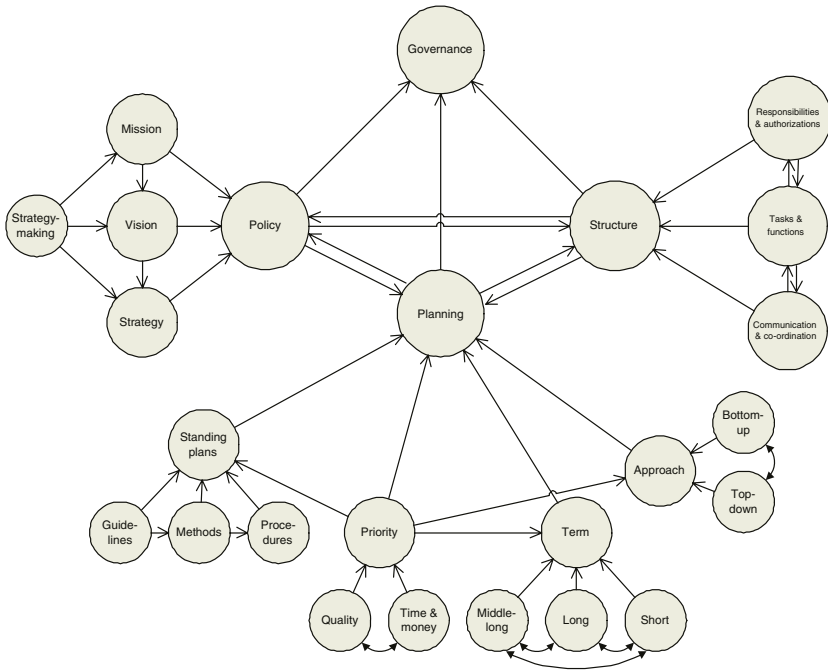 Governance
Responsibilities
& authorizations
Mission
Strategy-
making
Vision
Policy
Structure
Tasks &
functions
Planning
Strategy
Communication
& co-ordination
Bottom-
up
Standing
plans
Approach
Top-
down
Guide-
lines
Methods
Proce-
dures
Priority
Term
Quality
Time &
money
Middle-
long
Long
Short